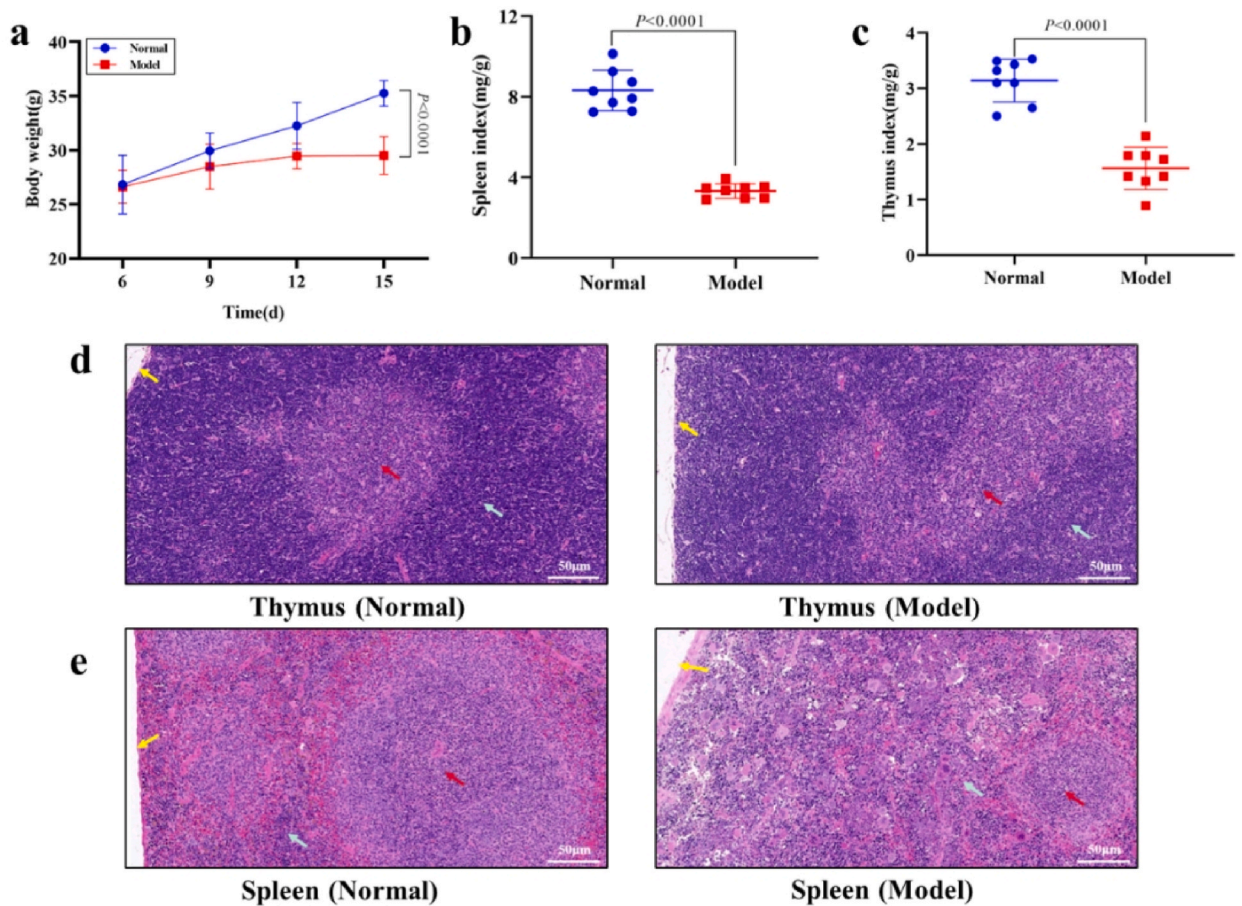 a
40
35
30
25
20
Body weight(g)
Normal
Model
P<0.0001
6 9 12 15
Time(d)
b
12
8
4
0
Spleen index(mg/g)
P<0.0001
Normal Model
c
4
3
2
1
0
Thymus index(mg/g)
P<0.0001
Normal Model
d
50μm
50μm
Thymus (Normal) Thymus (Model)
e
50μm
50μm
Spleen (Normal) Spleen (Model)